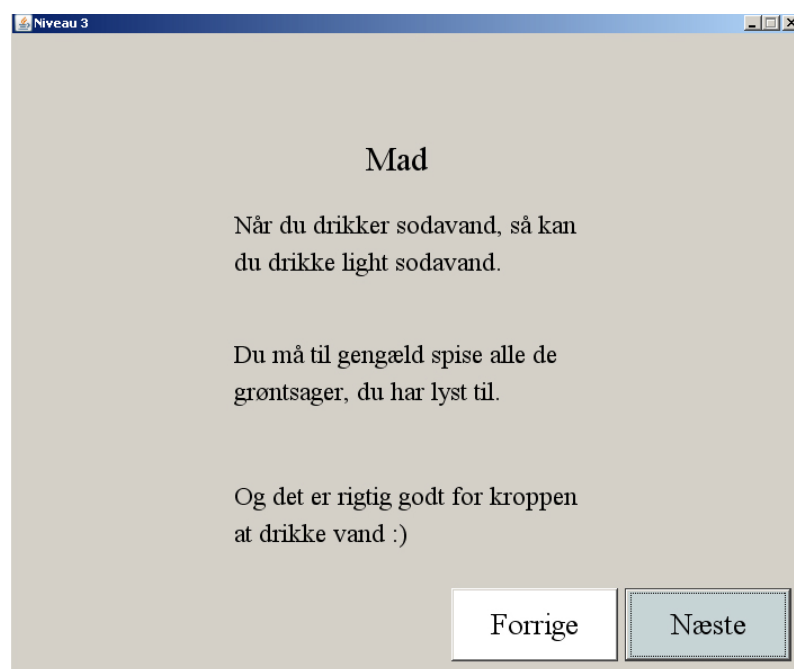 Niveau 3
Mad
Når du drikker sodavand, så kan
du drikke light sodavand.
Du må til gengæld spise alle de
grøntsager, du har lyst til.
Og det er rigtig godt for kroppen
at drikke vand :)
Forrige
Næste